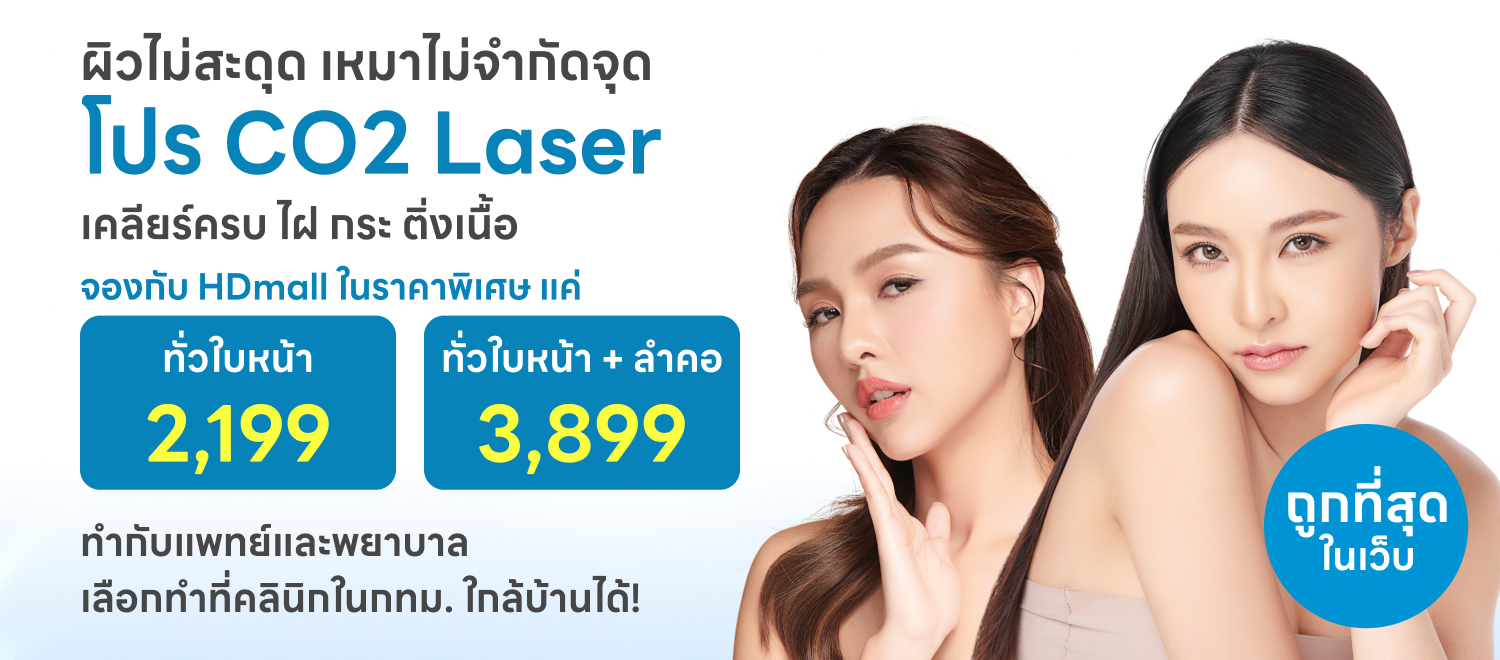 ผิวไม่สะดุด เหมาไม่จำกัดจุด
โปร CO2 Laser
เคลียร์ครบ ไฝ กระ ติ่งเนื้อ
จองกับ HDmall ในราคาพิเศษ แค่
ทั่วใบหน้า
2,199
ทั่วใบหน้า + ลำคอ
3,899
ทำกับแพทย์และพยาบาล
เลือกทำที่คลินิกในกทม. ใกล้บ้านได้!
ถูกที่สุด
ในเว็บ